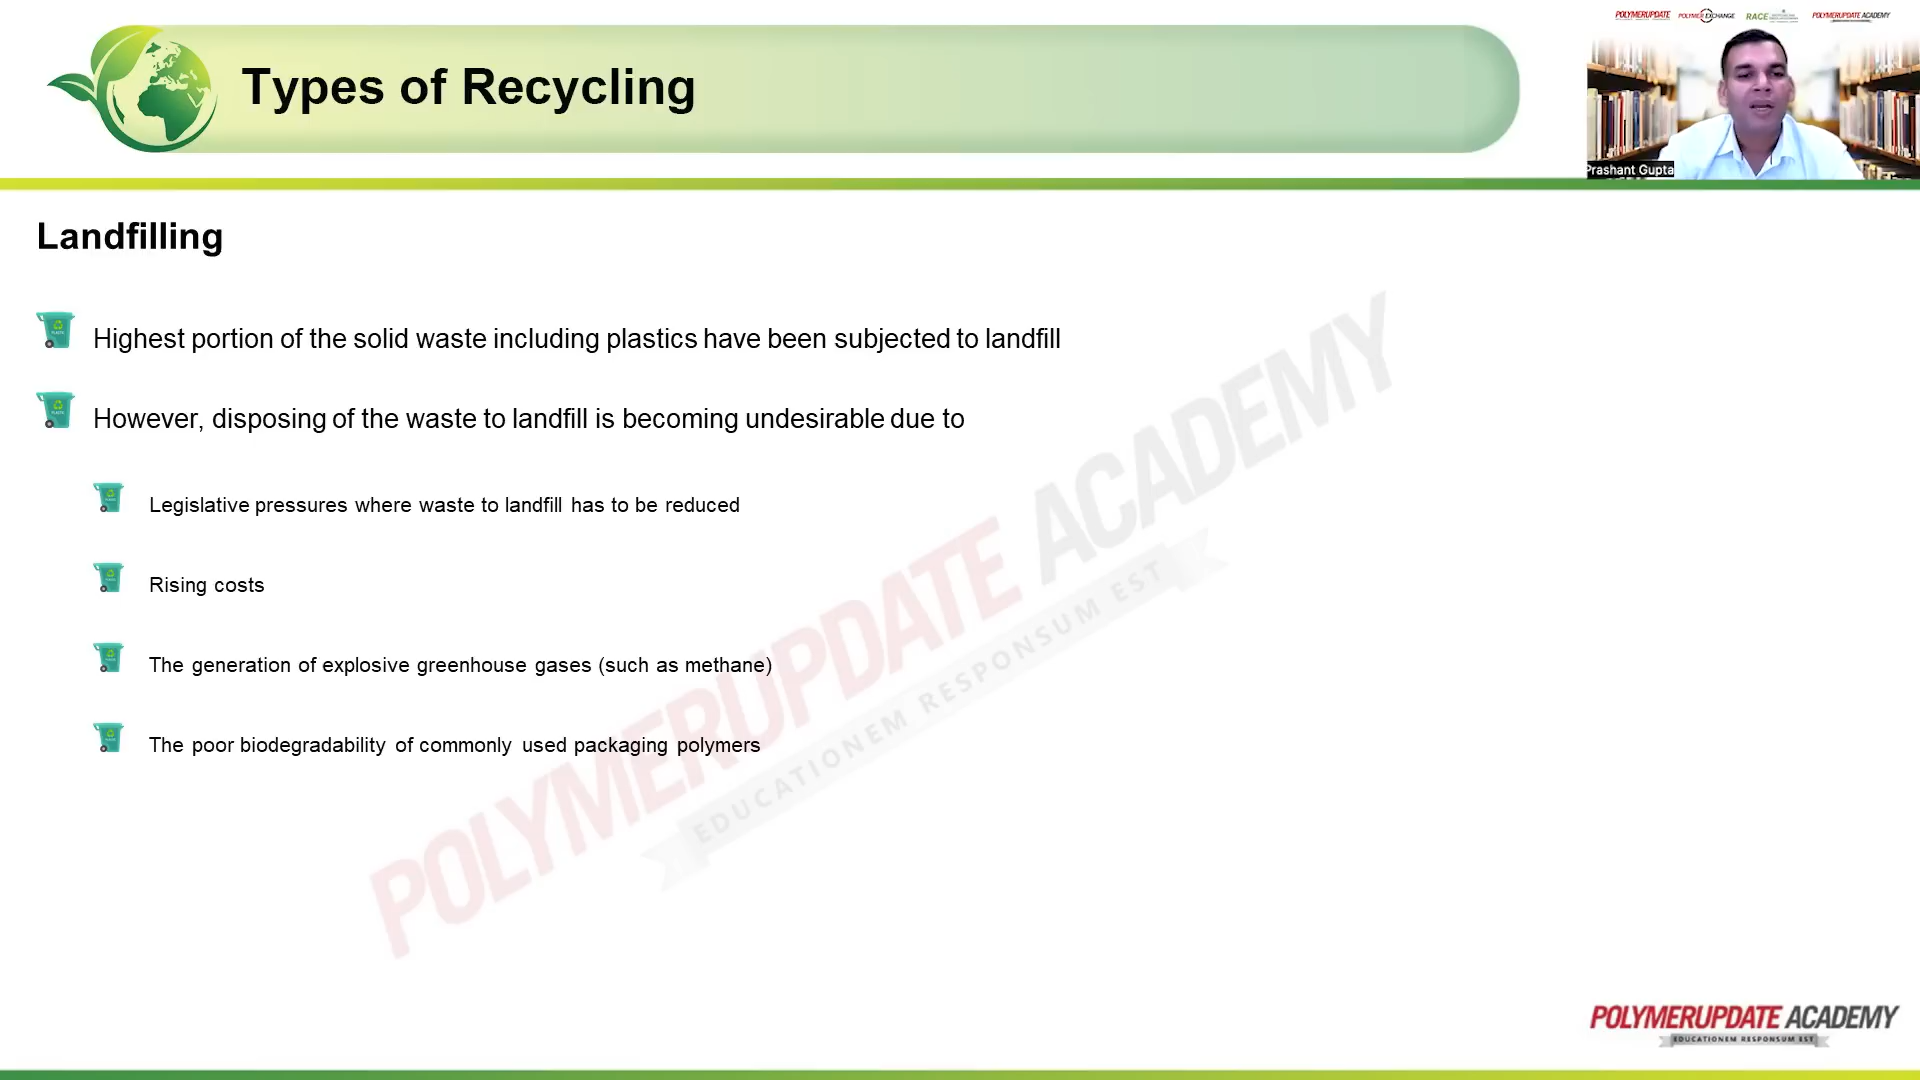 POLYMERUPDATE POLYMER EXCHANGE RACE POLYMERUPDATE ACADEMY
Types of Recycling
Prashant Gupta
Landfilling
Highest portion of the solid waste including plastics have been subjected to landfill
However, disposing of the waste to landfill is becoming undesirable due to
Legislative pressures where waste to landfill has to be reduced
Rising costs
The generation of explosive greenhouse gases (such as methane)
The poor biodegradability of commonly used packaging polymers
POLYMERUPDATE ACADEMY
EDUCATIONEM RESPONSUM EST
POLYMERUPDATE ACADEMY
EDUCATIONEM RESPONSUM EST